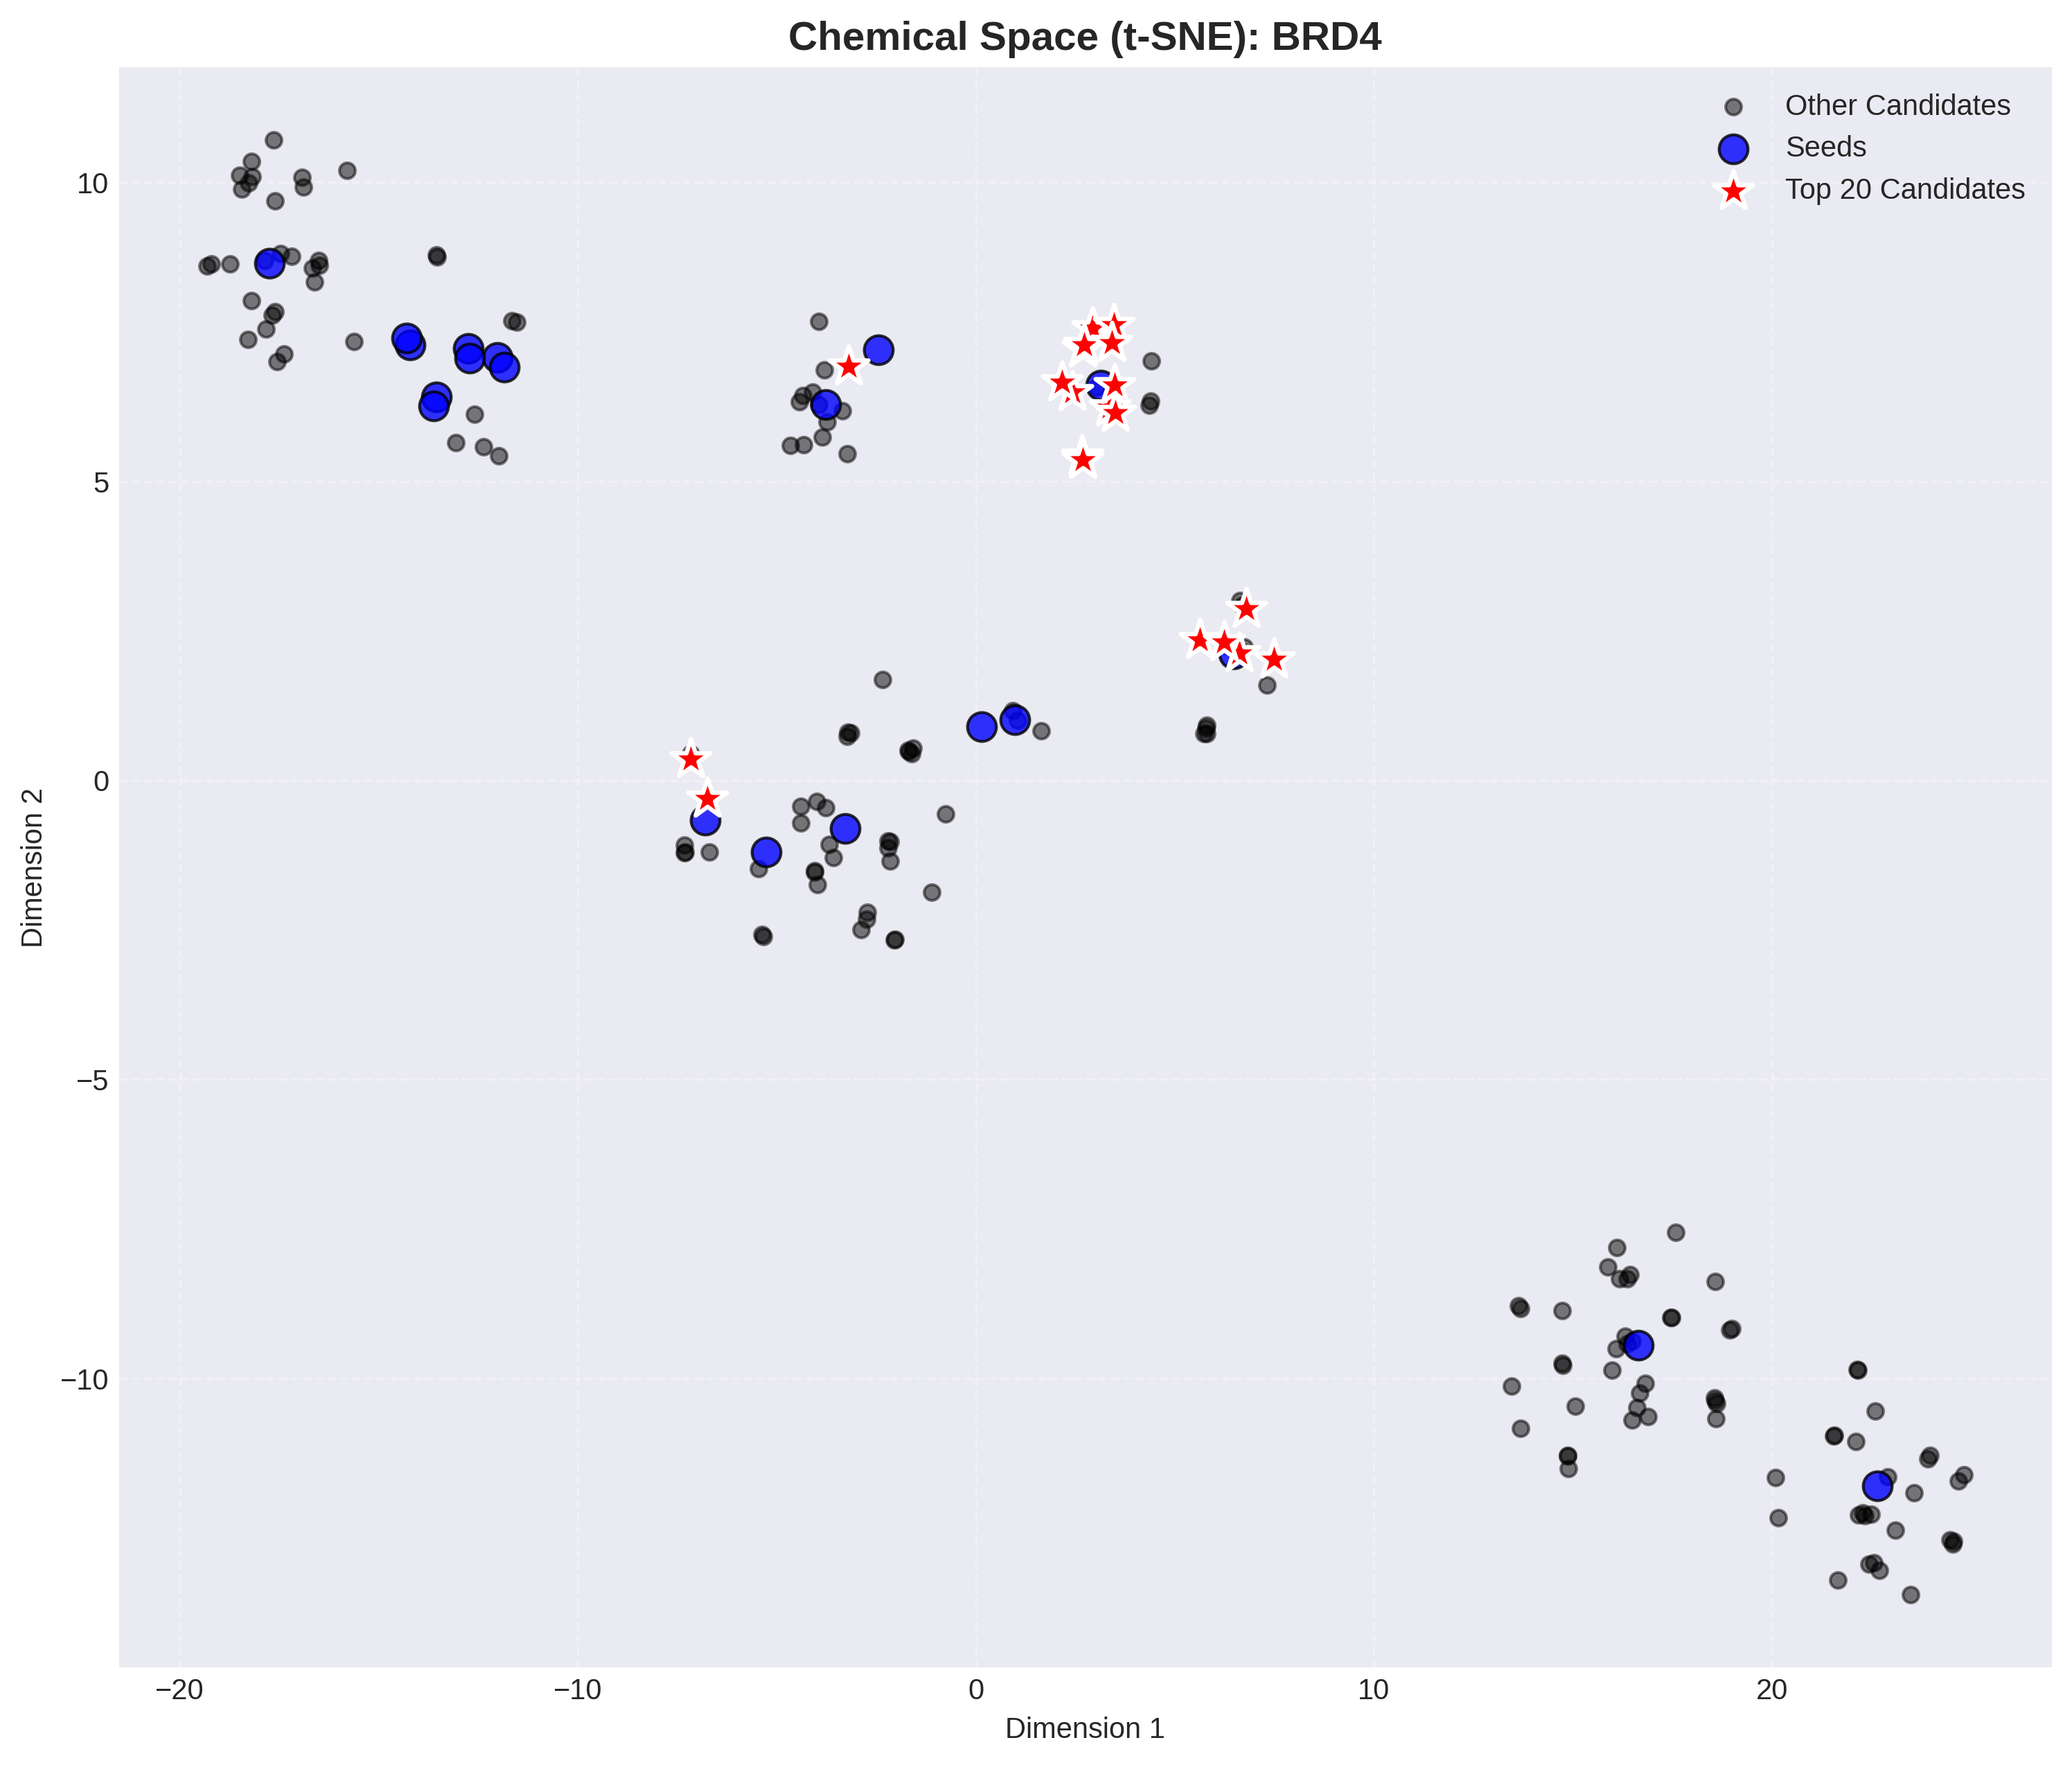 Chemical Space (t-SNE): BRD4
Other Candidates
Seeds
Top 20 Candidates
10
5
0
−5
−10
Dimension 2
−20
−10
0
10
20
Dimension 1